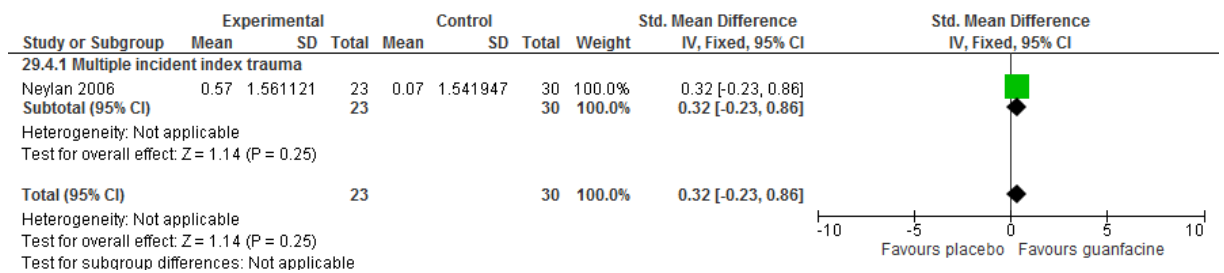 Experimental Control Std. Mean Difference Std. Mean Difference
Study or Subgroup Mean SD Total Mean SD Total Weight IV, Fixed, 95% CI IV, Fixed, 95% CI
29.4.1 Multiple incident index trauma
Neylan 2006 0.57 1.561121 23 0.07 1.541947 30 100.0% 0.32 [-0.23, 0.86]
Subtotal (95% CI) 23 30 100.0% 0.32 [-0.23, 0.86]
Heterogeneity: Not applicable
Test for overall effect: Z = 1.14 (P = 0.25)
Total (95% CI) 23 30 100.0% 0.32 [-0.23, 0.86]
Heterogeneity: Not applicable
Test for overall effect: Z = 1.14 (P = 0.25)
Test for subgroup differences: Not applicable
-10 -5 0 5 10
Favours placebo Favours guanfacine